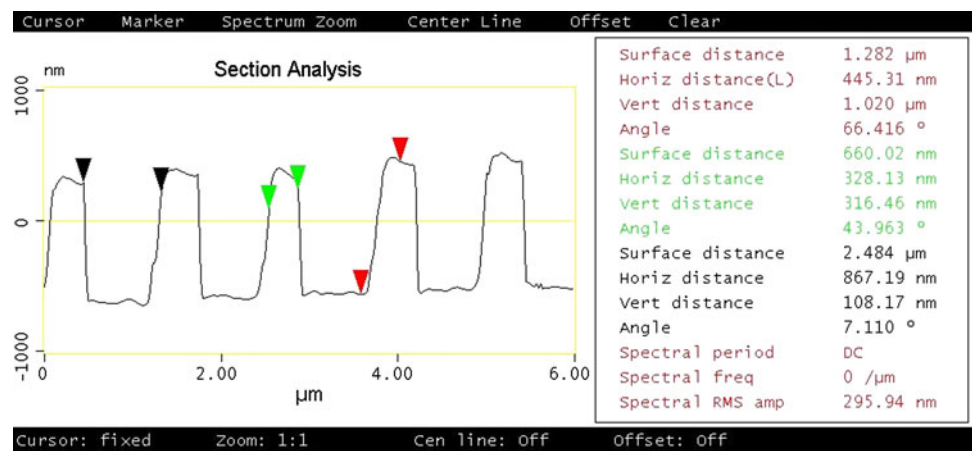 Cursor Marker Spectrum Zoom Center Line Offset Clear
nm
Section Analysis
1000
0
-1000
0 2.00 4.00 6.00
µm
Surface distance 1.282 µm
Horiz distance(L) 445.31 nm
Vert distance 1.020 µm
Angle 66.416 º
Surface distance 660.02 nm
Horiz distance 328.13 nm
Vert distance 316.46 nm
Angle 43.963 º
Surface distance 2.484 µm
Horiz distance 867.19 nm
Vert distance 108.17 nm
Angle 7.110 º
Spectral period DC
Spectral freq 0 /µm
Spectral RMS amp 295.94 nm
Cursor: fixed Zoom: 1:1 Cen line: Off Offset: Off